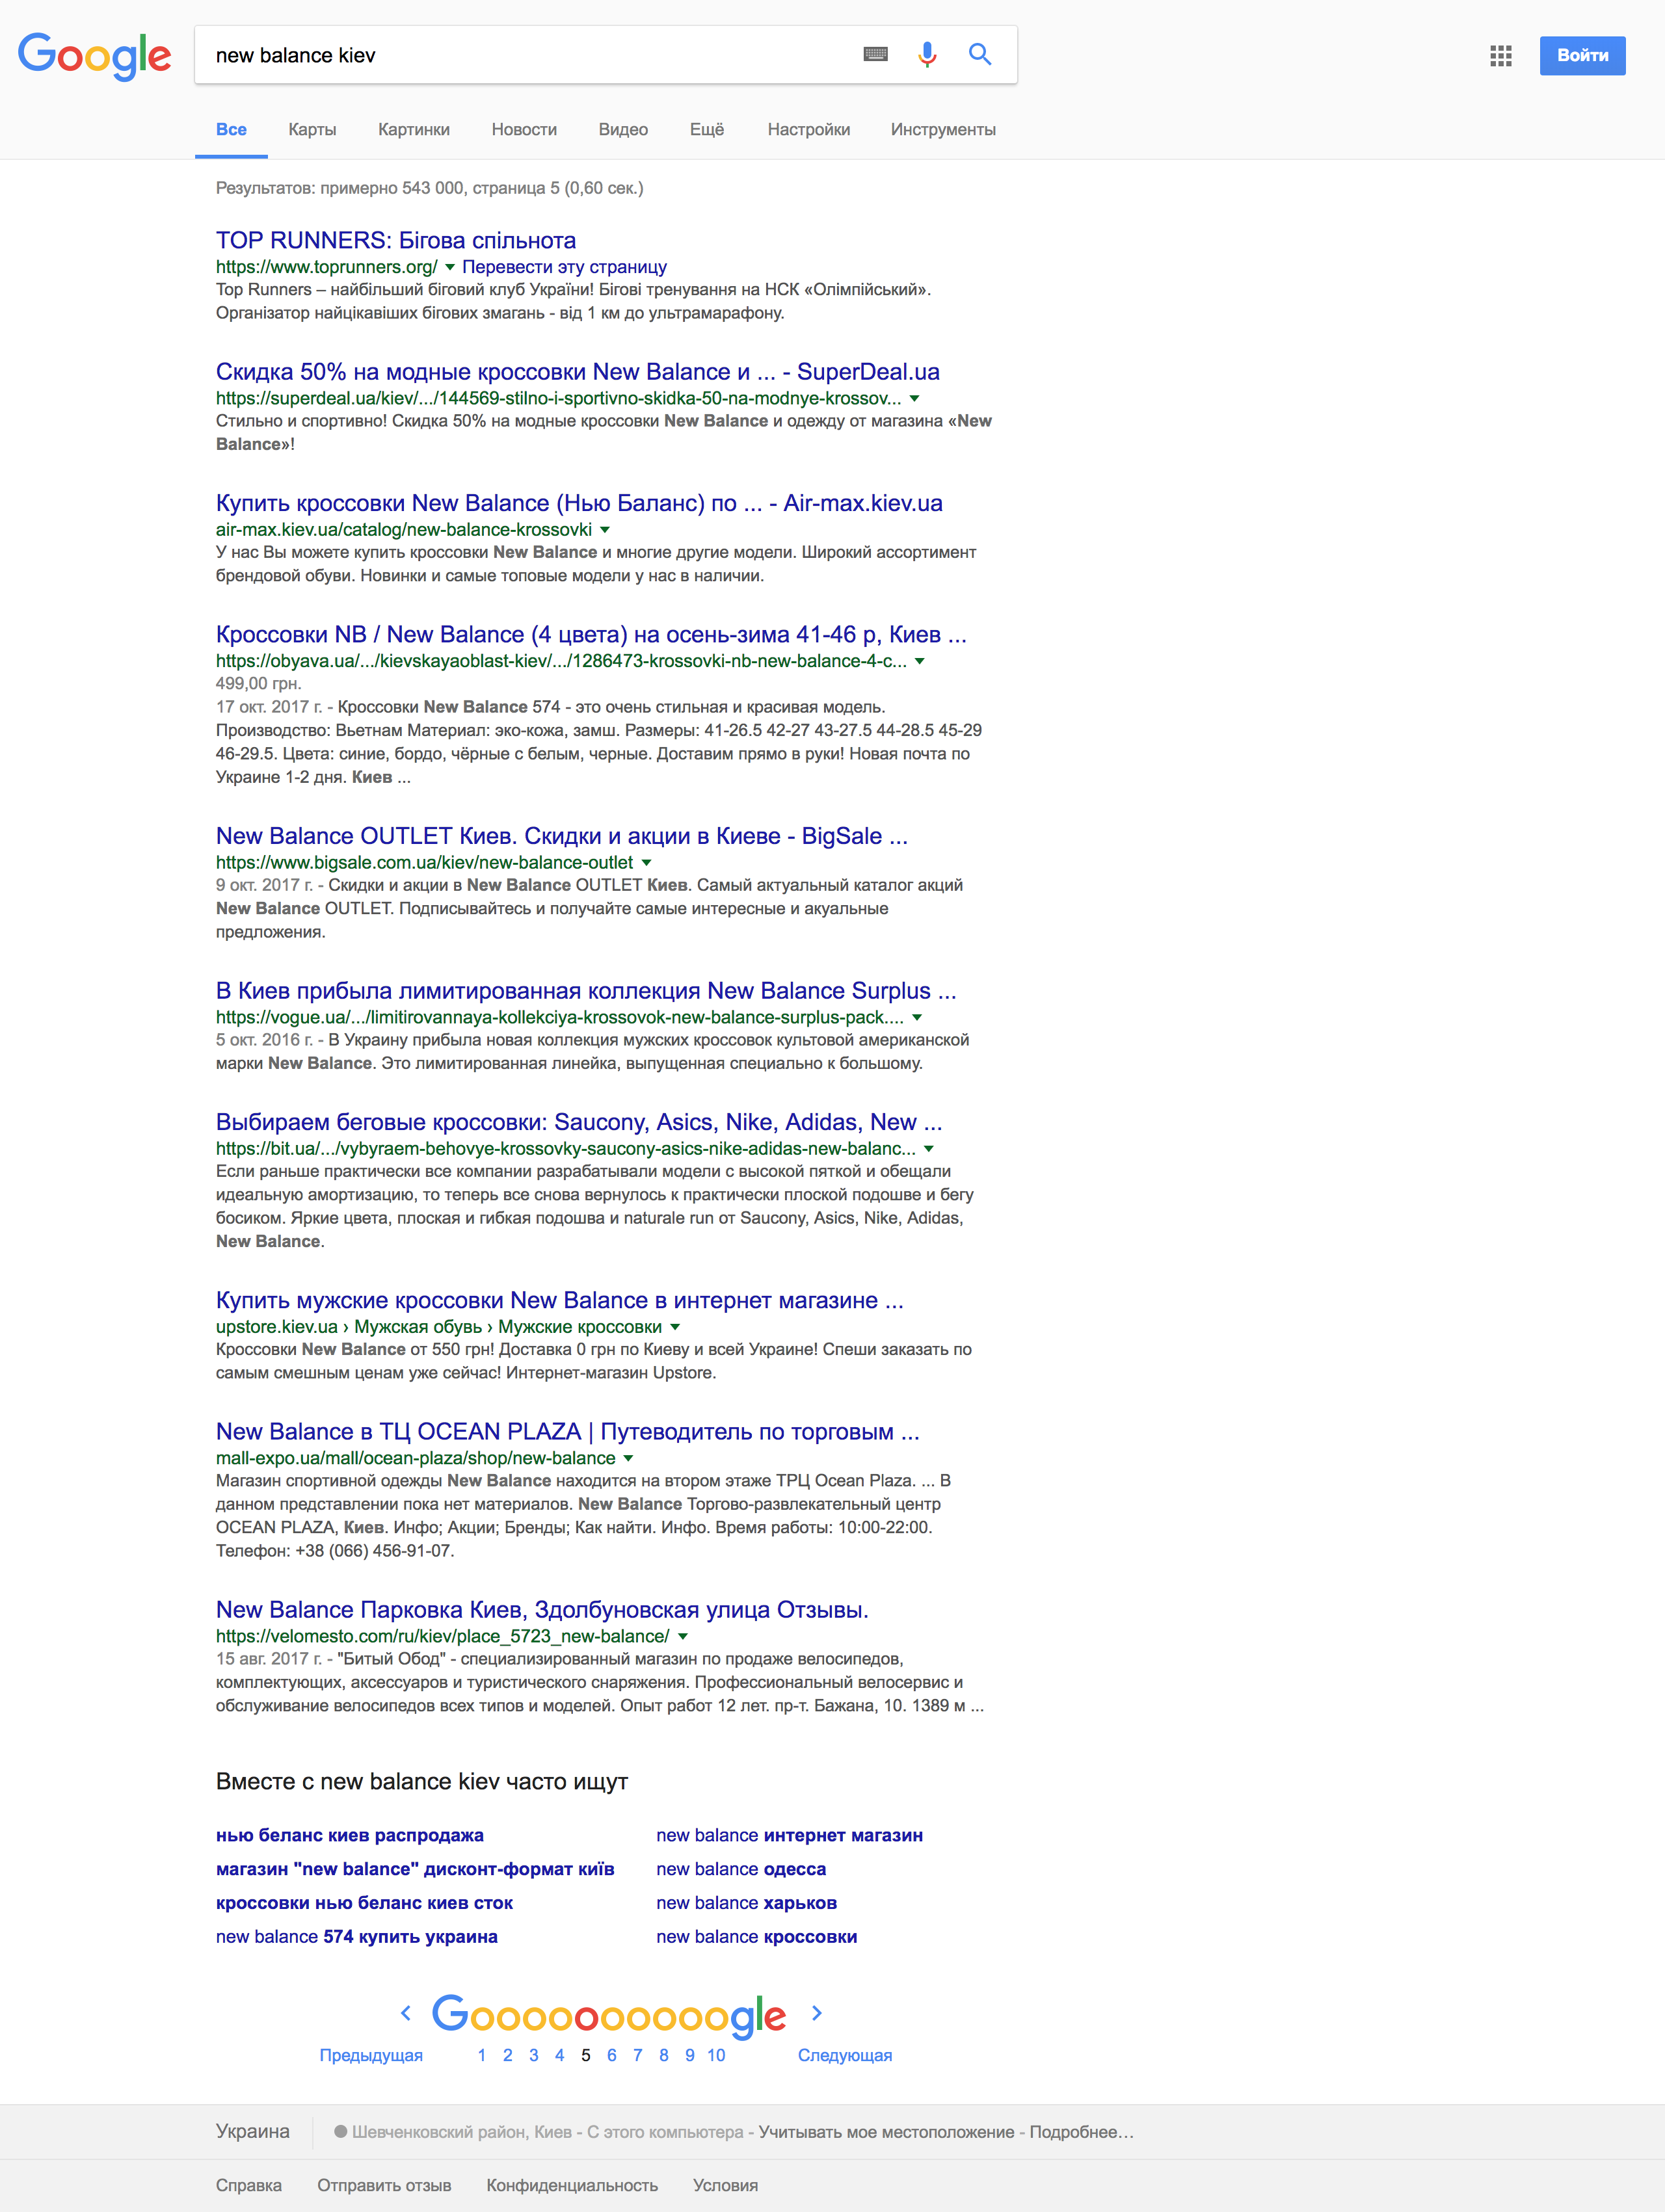 Google
new balance kiev
Войти
Все Карты Картинки Новости Видео Ещё Настройки Инструменты
Результатов: примерно 543 000, страница 5 (0,60 сек.)
TOP RUNNERS: Бігова спільнота
https://www.toprunners.org/ Перевести эту страницу
Top Runners – найбільший біговий клуб України! Бігові тренування на НСК «Олімпійський».
Організатор найцікавіших бігових змагань - від 1 км до ультрамарафону.
Скидка 50% на модные кроссовки New Balance и ... - SuperDeal.ua
https://superdeal.ua/kiev/.../144569-stilno-i-sportivno-skidka-50-na-modnye-krossov...
Стильно и спортивно! Скидка 50% на модные кроссовки New Balance и одежду от магазина «New
Balance»!
Купить кроссовки New Balance (Нью Баланс) по ... - Air-max.kiev.ua
air-max.kiev.ua/catalog/new-balance-krossovki
У нас Вы можете купить кроссовки New Balance и многие другие модели. Широкий ассортимент
брендовой обуви. Новинки и самые топовые модели у нас в наличии.
Кроссовки NB / New Balance (4 цвета) на осень-зима 41-46 р, Киев ...
https://obyava.ua/.../kievskayaoblast-kiev/.../1286473-krossovki-nb-new-balance-4-c...
499,00 грн.
17 окт. 2017 г. - Кроссовки New Balance 574 - это очень стильная и красивая модель.
Производство: Вьетнам Материал: эко-кожа, замш. Размеры: 41-26.5 42-27 43-27.5 44-28.5 45-29
46-29.5. Цвета: синие, бордо, чёрные с белым, черные. Доставим прямо в руки! Новая почта по
Украине 1-2 дня. Киев ...
New Balance OUTLET Киев. Скидки и акции в Киеве - BigSale ...
https://www.bigsale.com.ua/kiev/new-balance-outlet
9 окт. 2017 г. - Скидки и акции в New Balance OUTLET Киев. Самый актуальный каталог акций
New Balance OUTLET. Подписывайтесь и получайте самые интересные и акуальные
предложения.
В Киев прибыла лимитированная коллекция New Balance Surplus ...
https://vogue.ua/.../limitirovannaya-kollekciya-krossovok-new-balance-surplus-pack....
5 окт. 2016 г. - В Украину прибыла новая коллекция мужских кроссовок культовой американской
марки New Balance. Это лимитированная линейка, выпущенная специально к большому.
Выбираем беговые кроссовки: Saucony, Asics, Nike, Adidas, New ...
https://bit.ua/.../vybyraem-behovye-krossovky-saucony-asics-nike-adidas-new-balanc...
Если раньше практически все компании разрабатывали модели с высокой пяткой и обещали
идеальную амортизацию, то теперь все снова вернулось к практически плоской подошве и бегу
босиком. Яркие цвета, плоская и гибкая подошва и naturale run от Saucony, Asics, Nike, Adidas,
New Balance.
Купить мужские кроссовки New Balance в интернет магазине ...
upstore.kiev.ua › Мужская обувь › Мужские кроссовки
Кроссовки New Balance от 550 грн! Доставка 0 грн по Киеву и всей Украине! Спеши заказать по
самым смешным ценам уже сейчас! Интернет-магазин Upstore.
New Balance в ТЦ OCEAN PLAZA | Путеводитель по торговым ...
mall-expo.ua/mall/ocean-plaza/shop/new-balance
Магазин спортивной одежды New Balance находится на втором этаже ТРЦ Ocean Plaza. ... В
данном представлении пока нет материалов. New Balance Торгово-развлекательный центр
OCEAN PLAZA, Киев. Инфо; Акции; Бренды; Как найти. Инфо. Время работы: 10:00-22:00.
Телефон: +38 (066) 456-91-07.
New Balance Парковка Киев, Здолбуновская улица Отзывы.
https://velomesto.com/ru/kiev/place_5723_new-balance/
15 авг. 2017 г. - "Битый Обод" - специализированный магазин по продаже велосипедов,
комплектующих, аксессуаров и туристического снаряжения. Профессиональный велосервис и
обслуживание велосипедов всех типов и моделей. Опыт работ 12 лет. пр-т. Бажана, 10. 1389 м ...
Вместе с new balance kiev часто ищут
нью беланс киев распродажа new balance интернет магазин
магазин "new balance" дисконт-формат київ new balance одесса
кроссовки нью беланс киев сток new balance харьков
new balance 574 купить украина new balance кроссовки
Goooooooooogle
Предыдущая 1 2 3 4 5 6 7 8 9 10 Следующая
Украина Шевченковский район, Киев - С этого компьютера - Учитывать мое местоположение - Подробнее…
Справка Отправить отзыв Конфиденциальность Условия